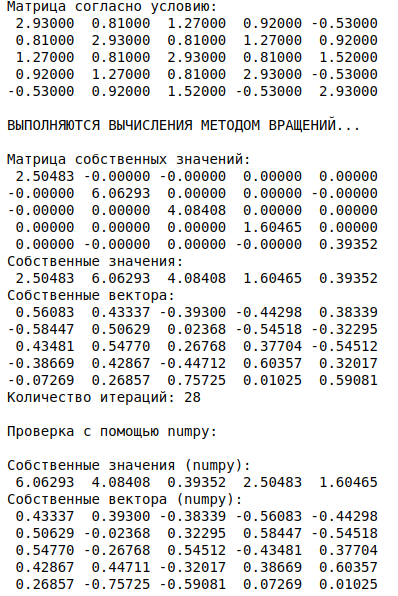 Матрица согласно условию:
2.93000 0.81000 1.27000 0.92000 -0.53000
0.81000 2.93000 0.81000 1.27000 0.92000
1.27000 0.81000 2.93000 0.81000 1.52000
0.92000 1.27000 0.81000 2.93000 -0.53000
-0.53000 0.92000 1.52000 -0.53000 2.93000
ВЫПОЛНЯЮТСЯ ВЫЧИСЛЕНИЯ МЕТОДОМ ВРАЩЕНИЙ...
Матрица собственных значений:
2.50483 -0.00000 -0.00000 0.00000 0.00000
-0.00000 6.06293 0.00000 0.00000 -0.00000
-0.00000 0.00000 4.08408 0.00000 0.00000
0.00000 0.00000 0.00000 1.60465 0.00000
0.00000 -0.00000 0.00000 -0.00000 0.39352
Собственные значения:
2.50483 6.06293 4.08408 1.60465 0.39352
Собственные вектора:
0.56083 0.43337 -0.39300 -0.44298 0.38339
-0.58447 0.50629 0.02368 -0.54518 -0.32295
0.43481 0.54770 0.26768 0.37704 -0.54512
-0.38669 0.42867 -0.44712 0.60357 0.32017
-0.07269 0.26857 0.75725 0.01025 0.59081
Количество итераций: 28
Проверка с помощью numpy:
Собственные значения (numpy):
6.06293 4.08408 0.39352 2.50483 1.60465
Собственные вектора (numpy):
0.43337 0.39300 -0.38339 -0.56083 -0.44298
0.50629 -0.02368 0.32295 0.58447 -0.54518
0.54770 -0.26768 0.54512 -0.43481 0.37704
0.42867 0.44711 -0.32017 0.38669 0.60357
0.26857 -0.75725 -0.59081 0.07269 0.01025